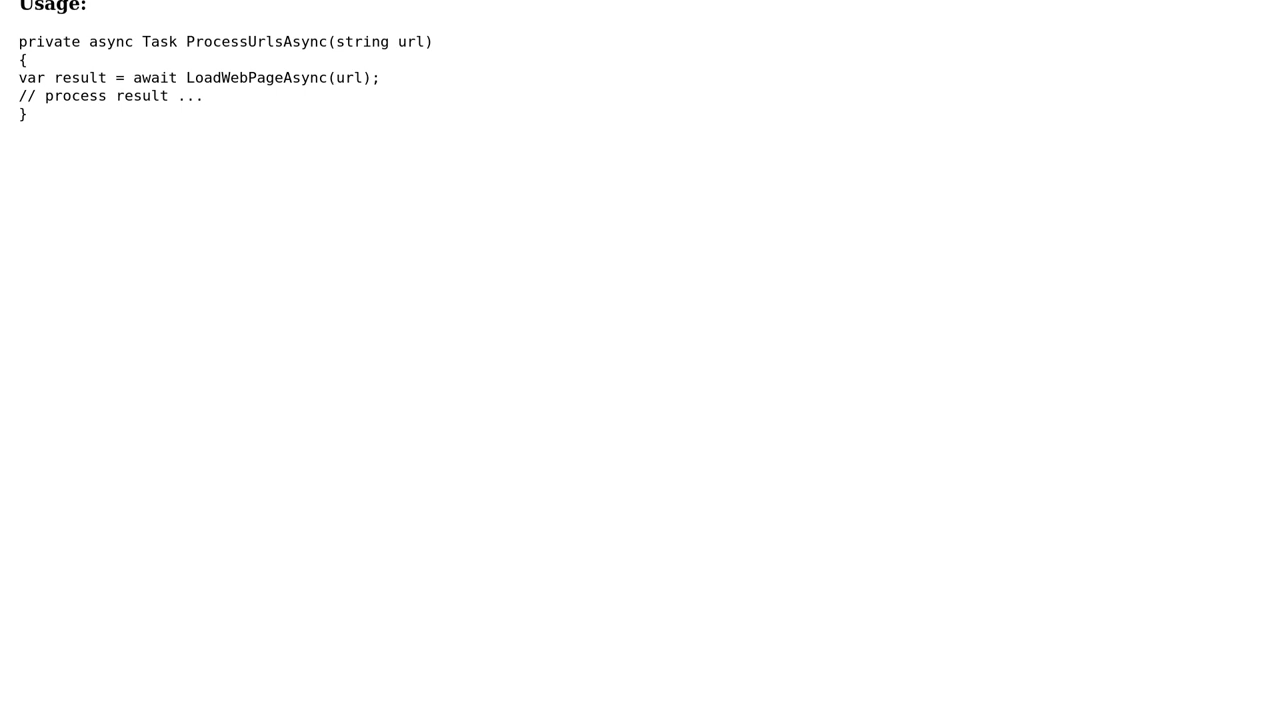 Usage:
private async Task ProcessUrlsAsync(string url)
{
var result = await LoadWebPageAsync(url);
// process result ...
}